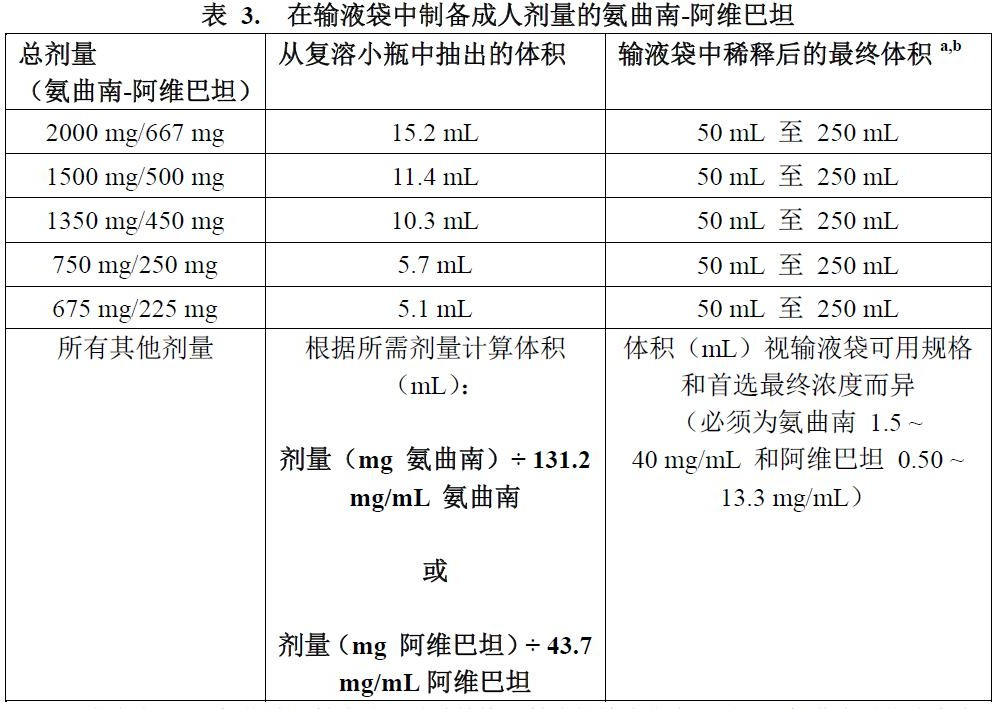 表 3. 在输液袋中制备成人剂量的氨曲南-阿维巴坦
总剂量
（氨曲南-阿维巴坦）
从复溶小瓶中抽出的体积
输液袋中稀释后的最终体积 a,b
2000 mg/667 mg
15.2 mL
50 mL 至 250 mL
1500 mg/500 mg
11.4 mL
50 mL 至 250 mL
1350 mg/450 mg
10.3 mL
50 mL 至 250 mL
750 mg/250 mg
5.7 mL
50 mL 至 250 mL
675 mg/225 mg
5.1 mL
50 mL 至 250 mL
所有其他剂量
根据所需剂量计算体积
（mL）：
剂量（mg 氨曲南）÷ 131.2
mg/mL 氨曲南
或
剂量（mg 阿维巴坦）÷ 43.7
mg/mL 阿维巴坦
体积（mL）视输液袋可用规格
和首选最终浓度而异
（必须为氨曲南 1.5 ~
40 mg/mL 和阿维巴坦 0.50 ~
13.3 mg/mL）